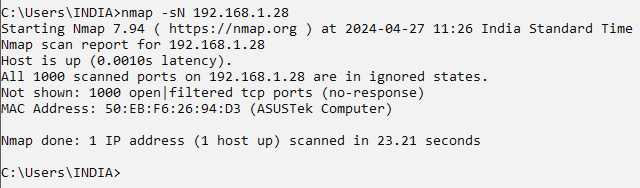 C:\Users\INDIA>nmap -sN 192.168.1.28
Starting Nmap 7.94 ( https://nmap.org ) at 2024-04-27 11:26 India Standard Time
Nmap scan report for 192.168.1.28
Host is up (0.0010s latency).
All 1000 scanned ports on 192.168.1.28 are in ignored states.
Not shown: 1000 open|filtered tcp ports (no-response)
MAC Address: 50:EB:F6:26:94:D3 (ASUSTek Computer)

Nmap done: 1 IP address (1 host up) scanned in 23.21 seconds

C:\Users\INDIA>